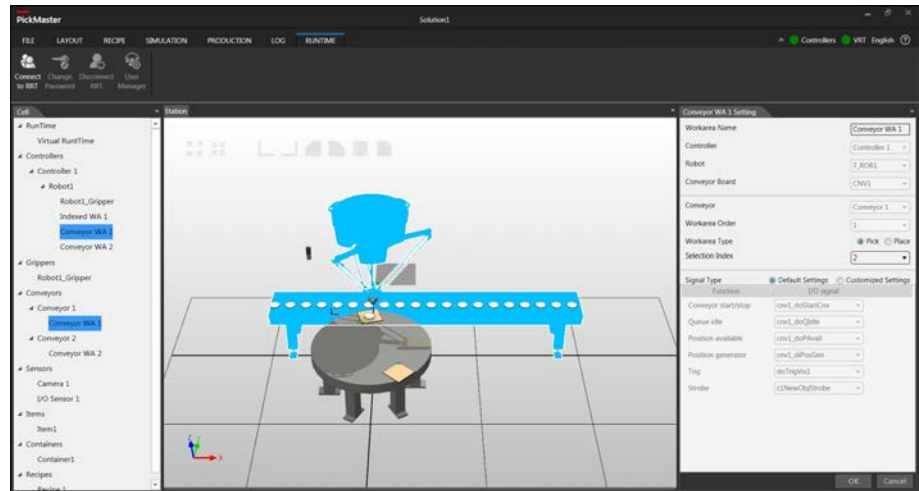 PickMaster
Solution1
FILE LAYOUT RECIPE SIMULATION PRODUCTION LOG RUNTIME
Controllers VRT English
Connect to RRT
Change Password
Disconnect RRT
User Manager
Cell
RunTime
Virtual RuntTime
Controllers
Controller 1
Robot1
Robot1_Gripper
Indexed WA 1
Conveyor WA 1
Conveyor WA 2
Grippers
Robot1_Gripper
Conveyors
Conveyor 1
Conveyor WA 1
Conveyor 2
Conveyor WA 2
Sensors
Camera 1
I/O Sensor 1
Items
Item1
Containers
Container1
Recipes
Recipe 1
Station
Z Y X
Conveyor WA 1 Setting
Workarea Name Conveyor WA 1
Controller Controller 1
Robot T_ROB1
Conveyor Board CNV1
Conveyor Conveyor 1
Workarea Order 1
Workarea Type Pick Place
Selection Index 2
Signal Type Default Settings Customized Settings
Function I/O signal
Conveyor start/stop cnv1_doStartCnv
Queue idle cnv1_doQIdle
Position available cnv1_doPAvail
Position generator cnv1_diPosGen
Trig doTrigVis1
Strobe c1NewObjStrobe
OK Cancel